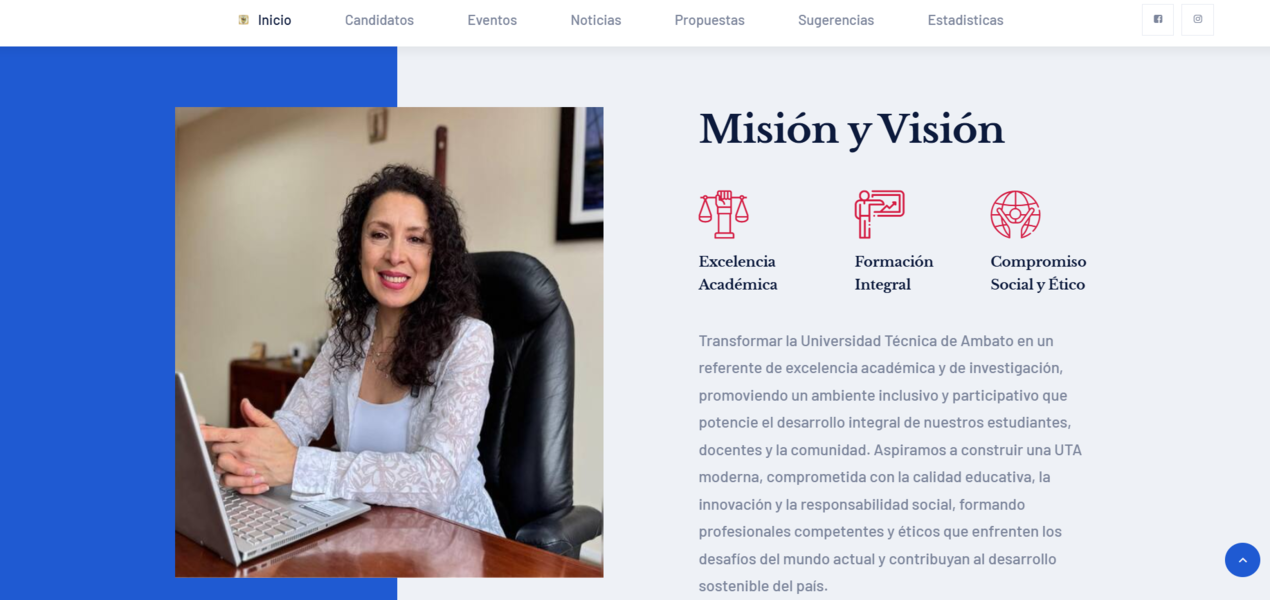 Inicio
Candidatos
Eventos
Noticias
Propuestas
Sugerencias
Estadisticas
Misión y Visión
Excelencia
Académica
Formación
Integral
Compromiso
Social y Ético
Transformar la Universidad Técnica de Ambato en un
referente de excelencia académica y de investigación,
promoviendo un ambiente inclusivo y participativo que
potencie el desarrollo integral de nuestros estudiantes,
docentes y la comunidad. Aspiramos a construir una UTA
moderna, comprometida con la calidad educativa, la
innovación y la responsabilidad social, formando
profesionales competentes y éticos que enfrenten los
desafíos del mundo actual y contribuyan al desarrollo
sostenible del país.